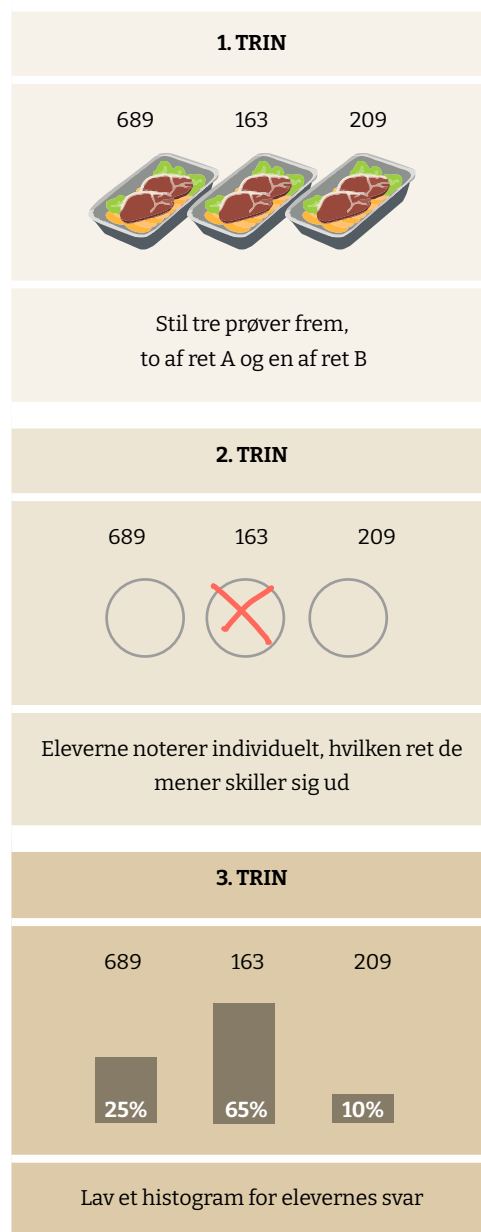 1. TRIN
689 163 209
Stil tre prøver frem,
to af ret A og en af ret B
2. TRIN
689 163 209
Eleverne noterer individuelt, hvilken ret de
mener skiller sig ud
3. TRIN
689 163 209
25% 65% 10%
Lav et histogram for elevernes svar